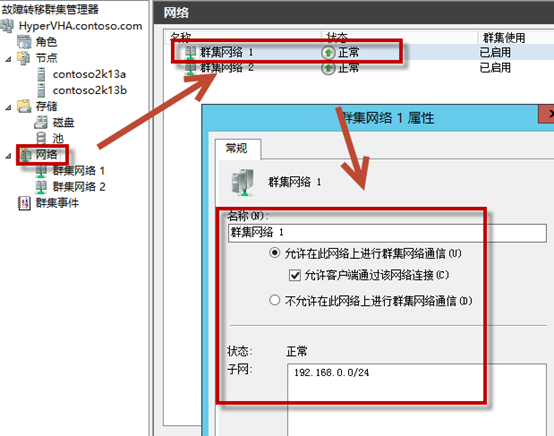 故障转移群集管理器
HyperVHA.contoso.com
角色
节点
contoso2k13a
contoso2k13b
存储
磁盘
池
网络
群集网络 1
群集网络 2
群集事件
网络
名称 状态 群集使用
群集网络 1 正常 已启用
群集网络 2 正常 已启用
群集网络 1 属性
常规
群集网络 1
名称(N):
群集网络 1
允许在此网络上进行群集网络通信(U)
允许客户端通过该网络连接(C)
不允许在此网络上进行群集网络通信(D)
状态: 正常
子网:
192.168.0.0/24